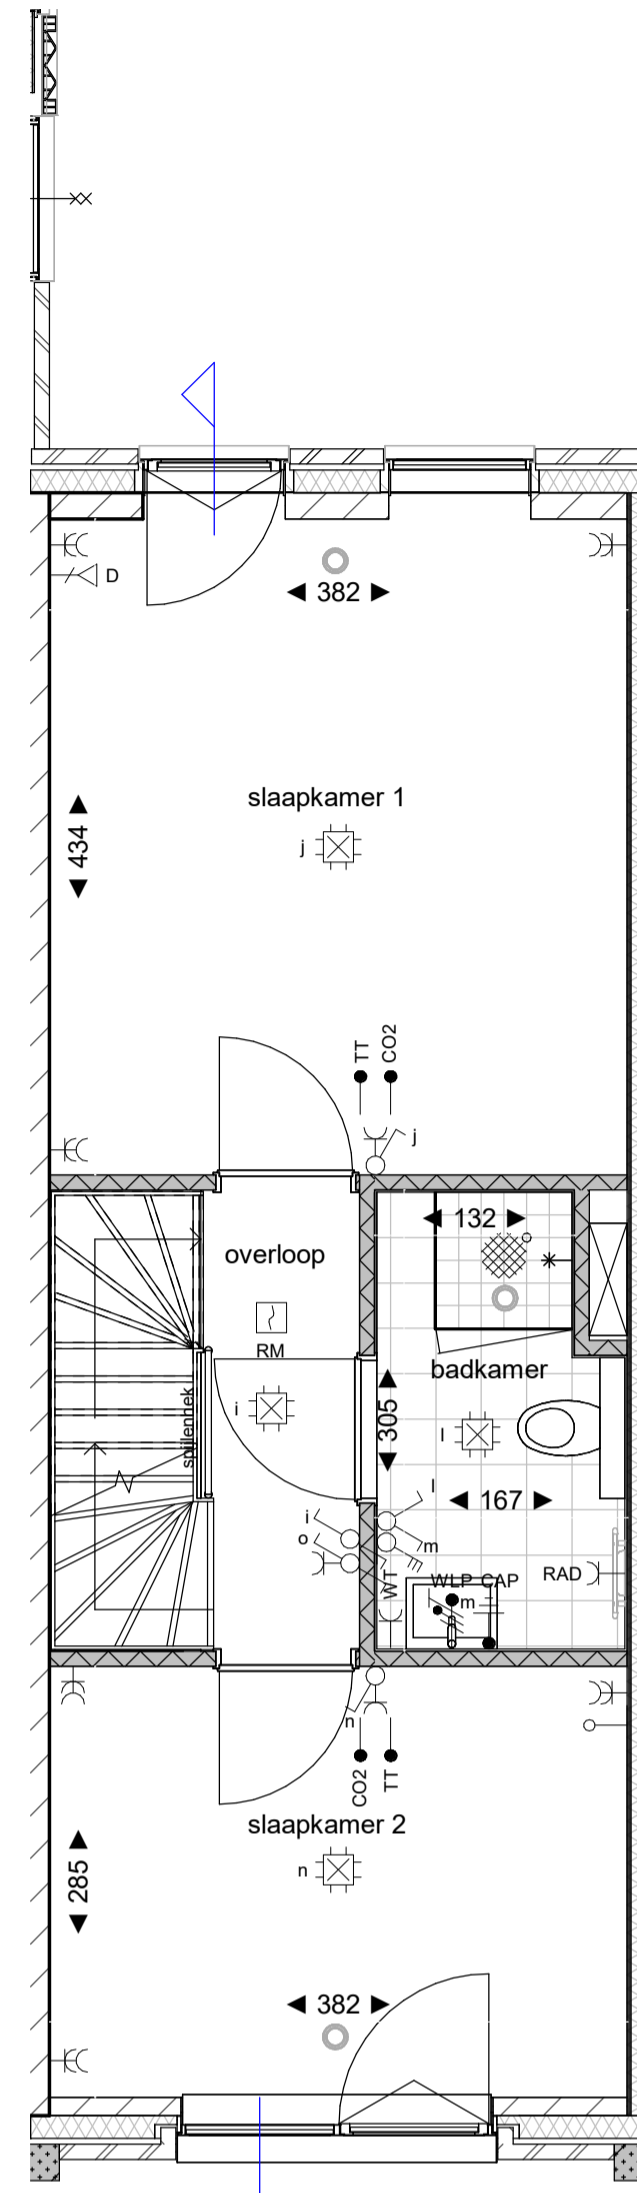 D
382
slaapkamer 1
434
j
TT
CO2
j
132
overloop
RM
badkamer
spijlenhek
i
305
l
167
l
i
o
m
WT
WLP CAP
RAD
m
n
CO2
TT
slaapkamer 2
285
n
382